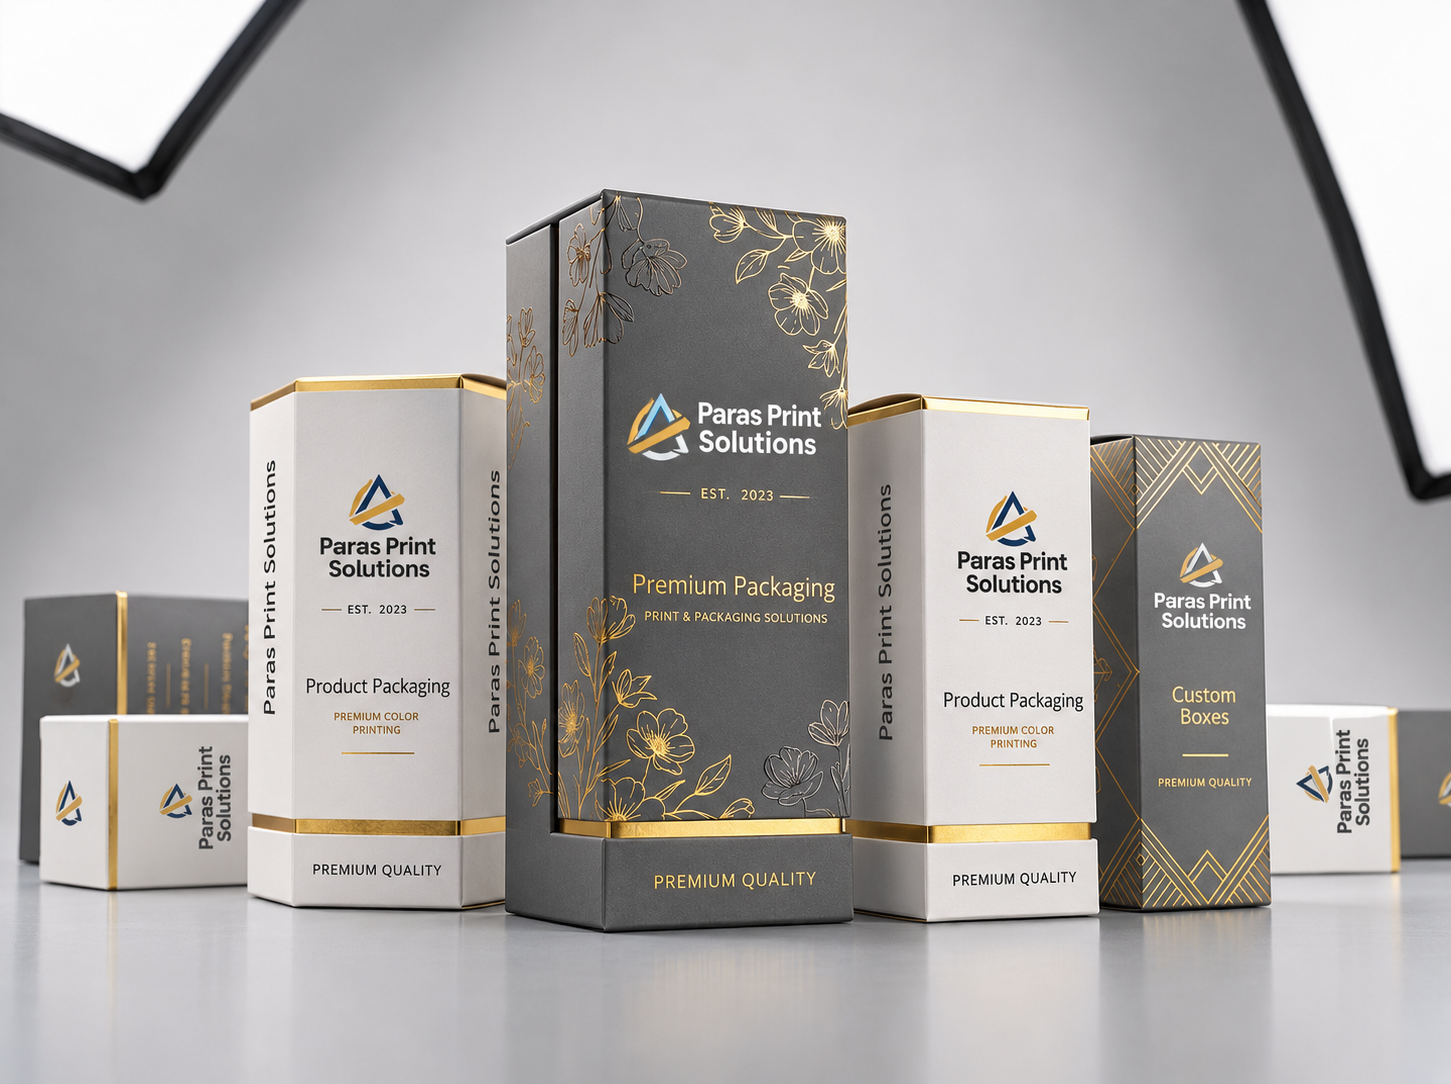 Paras Print Solutions
Paras Print
Solutions
Paras Print Solutions
Paras Print
Solutions
EST. 2023
Product Packaging
PREMIUM COLOR
PRINTING
PREMIUM QUALITY
Paras Print Solutions
Paras Print
Solutions
EST. 2023
Premium Packaging
PRINT & PACKAGING SOLUTIONS
PREMIUM QUALITY
Paras Print Solutions
Paras Print
Solutions
EST. 2023
Product Packaging
PREMIUM COLOR
PRINTING
PREMIUM QUALITY
Paras Print
Solutions
Custom
Boxes
PREMIUM QUALITY
Paras Print
Solutions